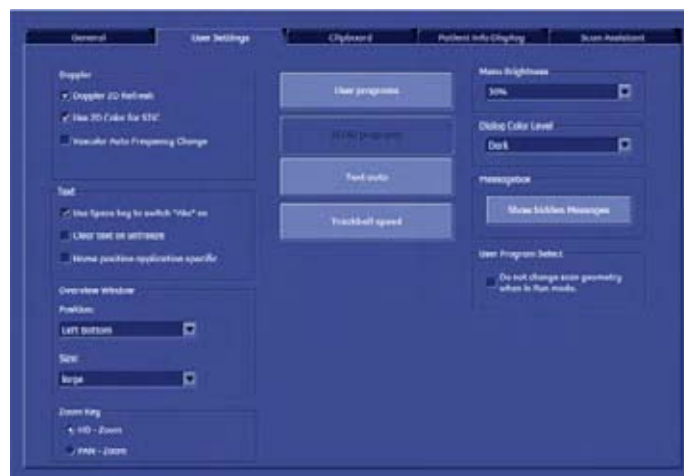 General
User Settings
Clipboard
Patient Info Display
Scan Assistant
Doppler
Doppler 2D Refresh
Use 2D Color for STIC
Vascular Auto Frequency Change
Text
Use Space key to switch "Abc" on
Clear text on unfreeze
Home position application specific
Overview Window
Position:
Left Bottom
Size:
large
Zoom Key
HD - Zoom
PAN - Zoom
User programs
programs
Text auto
Trackball speed
Menu Brightness
30%
Dialog Color Level
Dark
Messagebox
Show hidden Messages
User Program Select
Do not change scan geometry
when in Run mode.